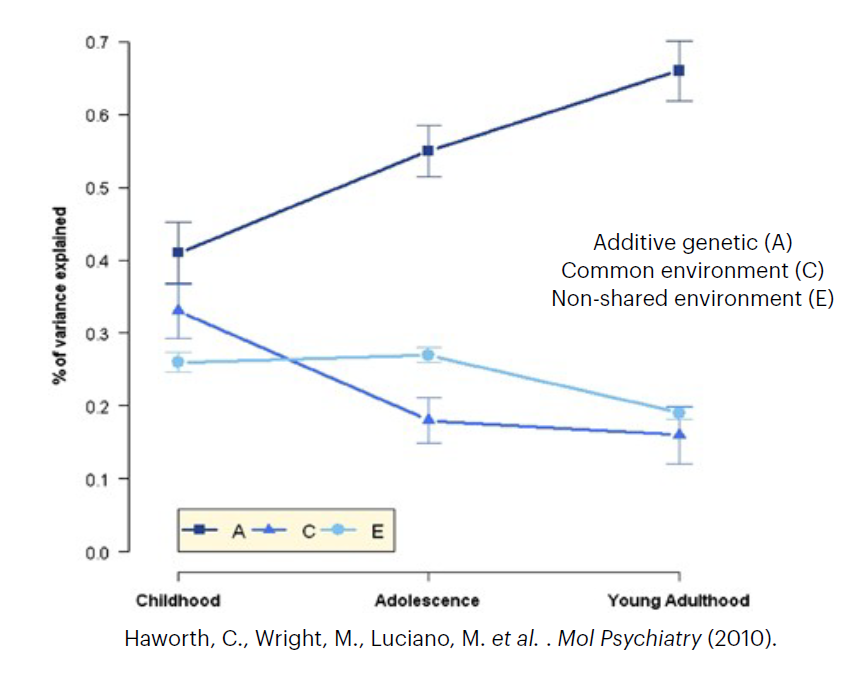 0.7
0.6
0.5
0.4
0.3
0.2
0.1
0.0
% of variance explained
Additive genetic (A)
Common environment (C)
Non-shared environment (E)
A C E
Childhood Adolescence Young Adulthood
Haworth, C., Wright, M., Luciano, M. et al. . Mol Psychiatry (2010).